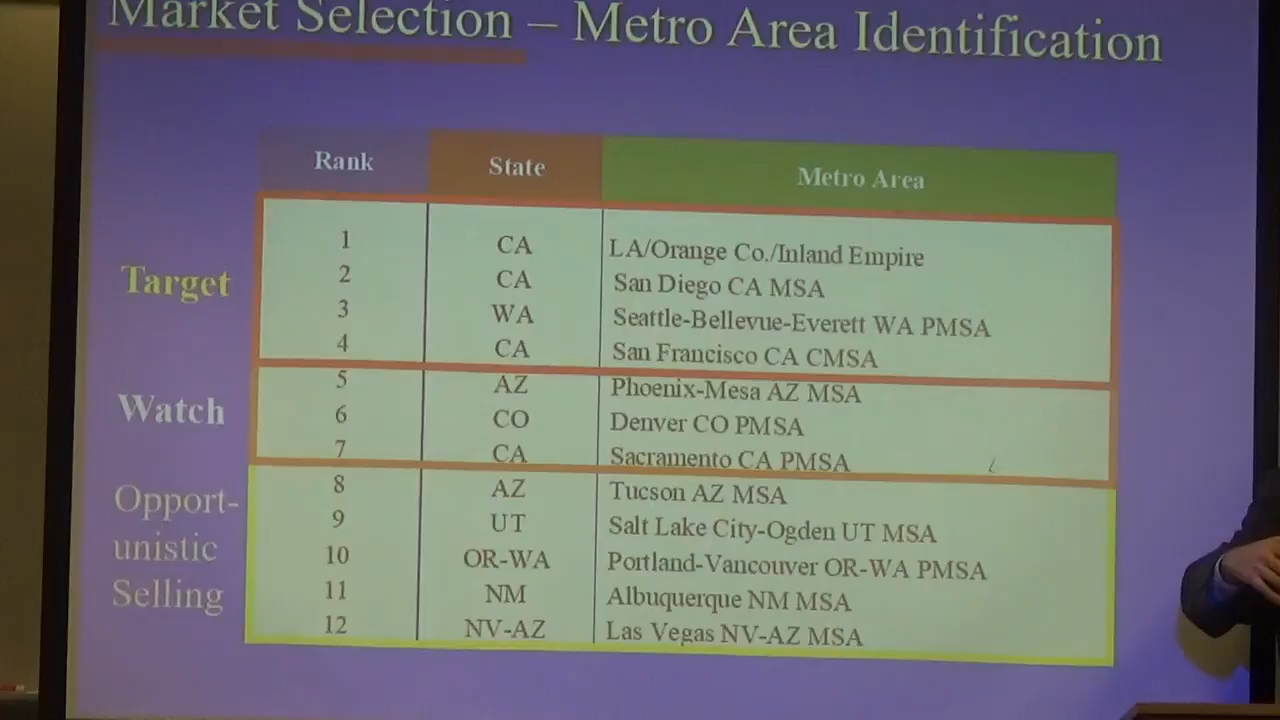 Market Selection – Metro Area Identification
Rank State Metro Area
Target
1 CA LA/Orange Co./Inland Empire
2 CA San Diego CA MSA
3 WA Seattle-Bellevue-Everett WA PMSA
4 CA San Francisco CA CMSA
Watch
5 AZ Phoenix-Mesa AZ MSA
6 CO Denver CO PMSA
7 CA Sacramento CA PMSA
Opport-
unistic
Selling
8 AZ Tucson AZ MSA
9 UT Salt Lake City-Ogden UT MSA
10 OR-WA Portland-Vancouver OR-WA PMSA
11 NM Albuquerque NM MSA
12 NV-AZ Las Vegas NV-AZ MSA